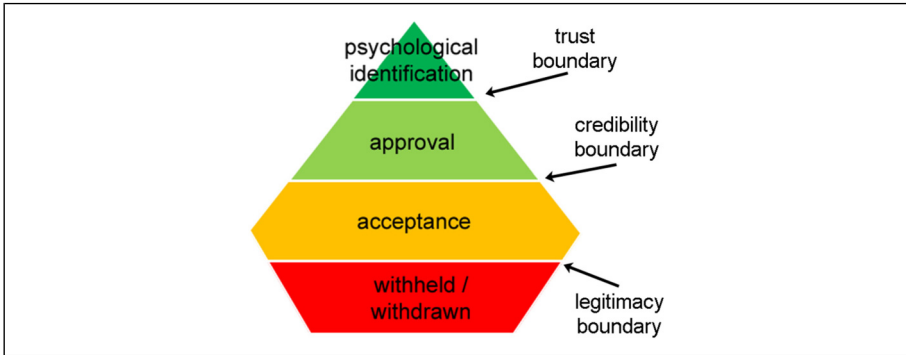 psychological
identification
trust
boundary
approval
credibility
boundary
acceptance
withheld /
withdrawn
legitimacy
boundary